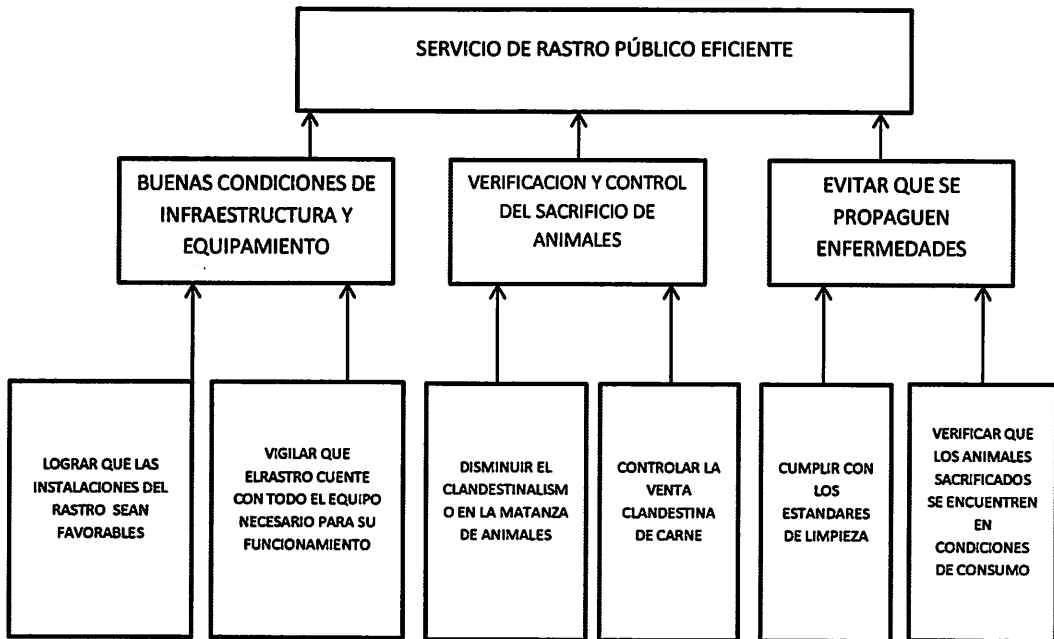 SERVICIO DE RASTRO PÚBLICO EFICIENTE
BUENAS CONDICIONES DE
INFRAESTRUCTURA Y
EQUIPAMIENTO
VERIFICACION Y CONTROL
DEL SACRIFICIO DE
ANIMALES
EVITAR QUE SE
PROPAGUEN
ENFERMEDADES
LOGRAR QUE LAS
INSTALACIONES DEL
RASTRO SEAN
FAVORABLES
VIGILAR QUE
ELRASTRO CUENTE
CON TODO EL EQUIPO
NECESARIO PARA SU
FUNCIONAMIENTO
DISMINUIR EL
CLANDESTINALISM
O EN LA MATANZA
DE ANIMALES
CONTROLAR LA
VENTA
CLANDESTINA
DE CARNE
CUMPLIR CON
LOS
ESTANDARES
DE LIMPIEZA
VERIFICAR QUE
LOS ANIMALES
SACRIFICADOS
SE ENCUENTREN
EN
CONDICIONES
DE CONSUMO